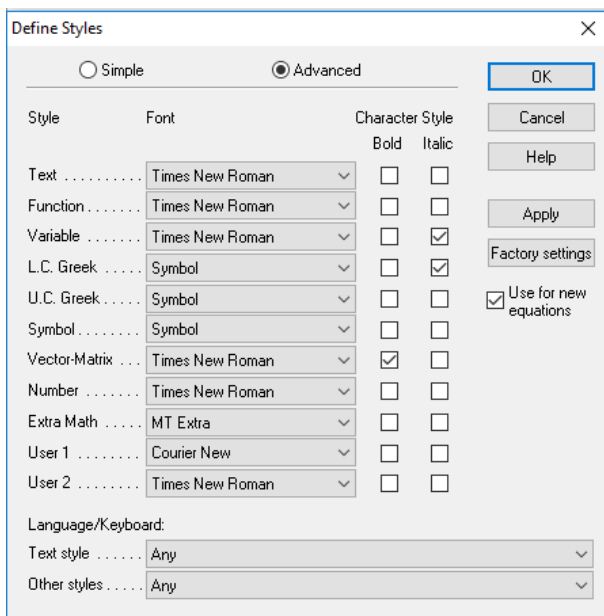 Define Styles
Simple Advanced OK
Style Font Character Style Cancel
Bold Italic Help
Text . . . . . . . . . . Times New Roman
Function . . . . . . . Times New Roman Apply
Variable . . . . . . . Times New Roman
L.C. Greek . . . . . Symbol Factory settings
U.C. Greek . . . . . Symbol Use for new
equations
Symbol . . . . . . . . Symbol
Vector-Matrix . . . Times New Roman
Number . . . . . . . Times New Roman
Extra Math . . . . . MT Extra
User 1 . . . . . . . . Courier New
User 2 . . . . . . . . Times New Roman
Language/Keyboard:
Text style . . . . . . Any
Other styles . . . . . Any